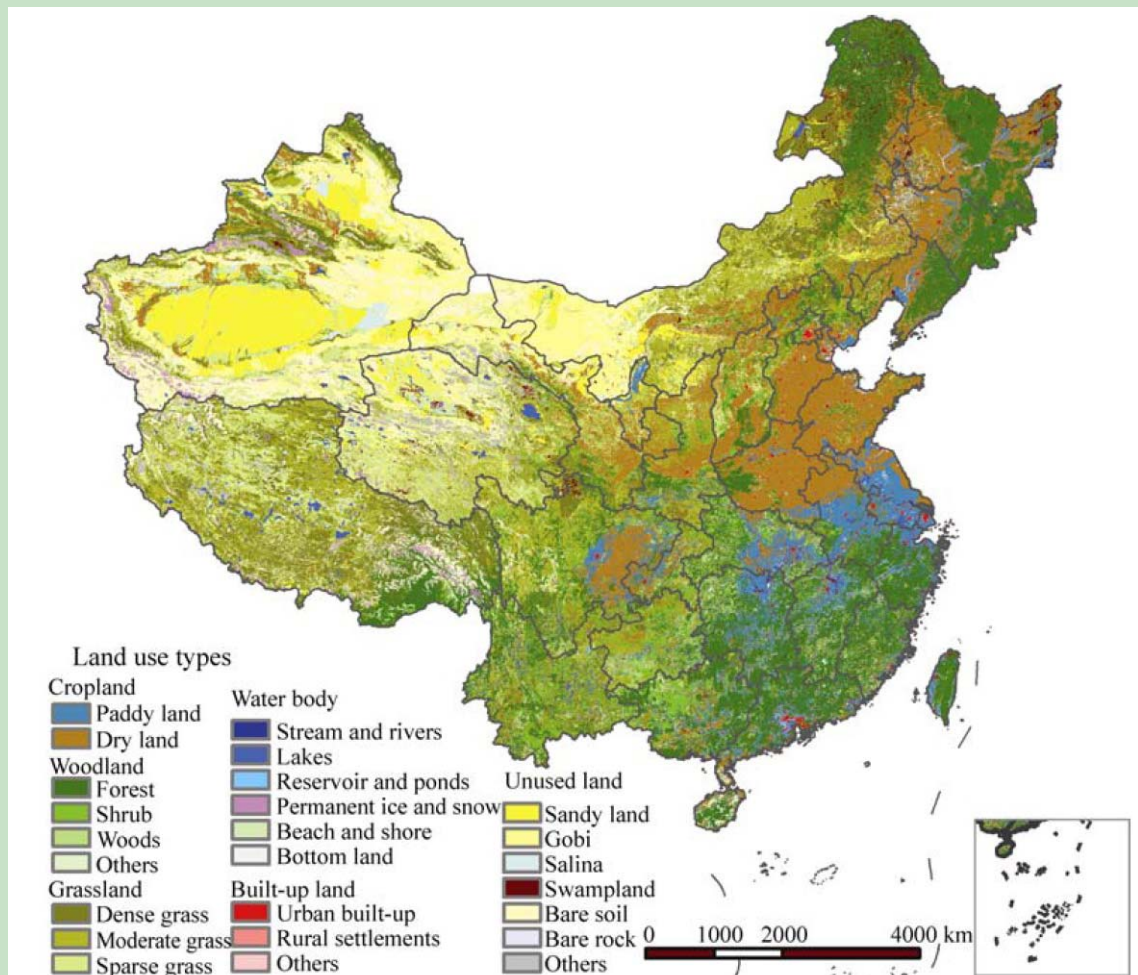 Land use types
Cropland
Paddy land
Dry land
Woodland
Forest
Shrub
Woods
Others
Grassland
Dense grass
Moderate grass
Sparse grass
Water body
Stream and rivers
Lakes
Reservoir and ponds
Permanent ice and snow
Beach and shore
Bottom land
Built-up land
Urban built-up
Rural settlements
Others
Unused land
Sandy land
Gobi
Salina
Swampland
Bare soil
Bare rock
Others
0 1000 2000 4000 km